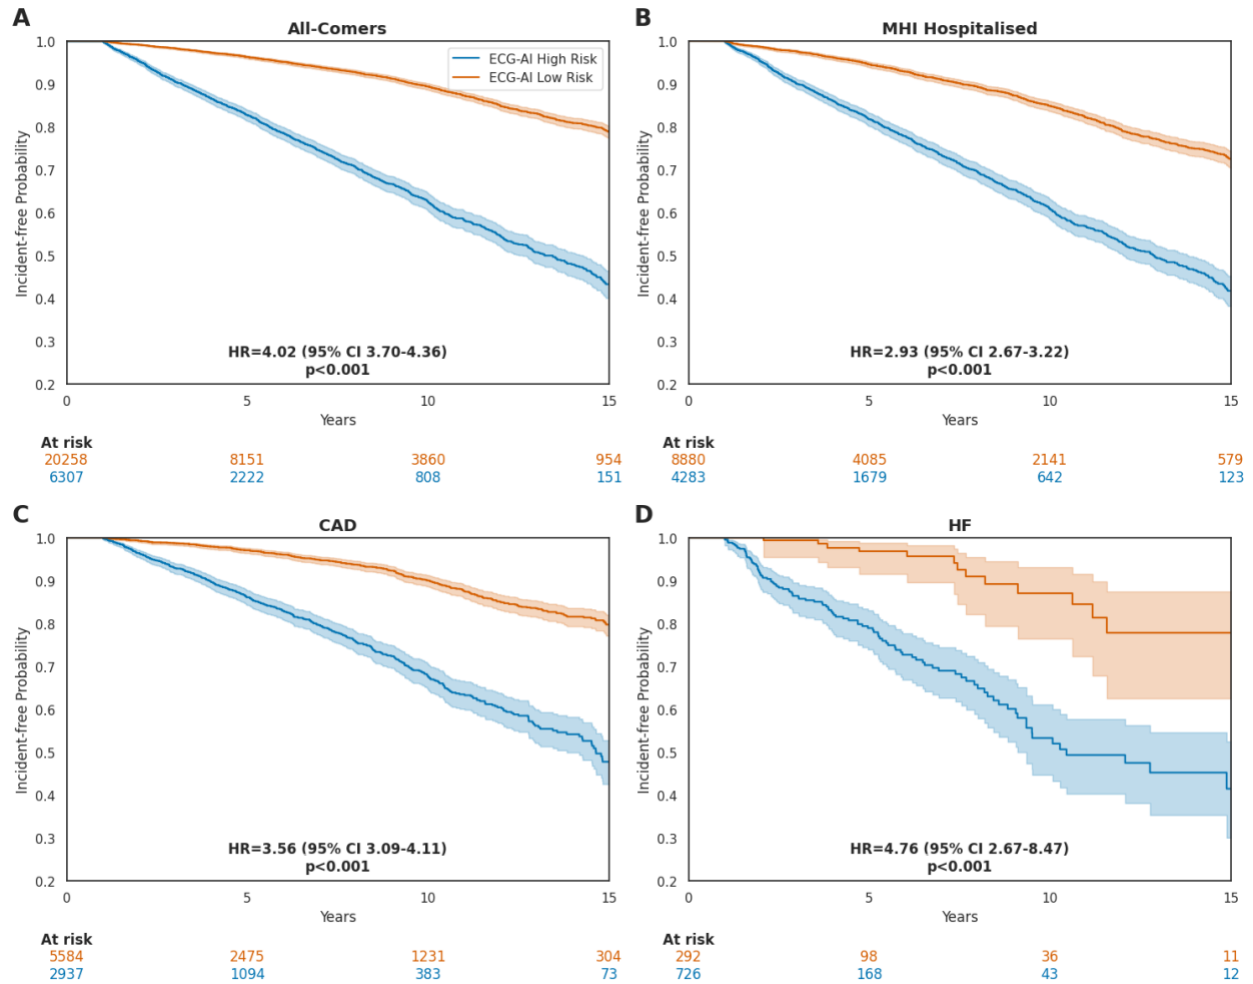 A
All-Comers
1.0
0.9
0.8
0.7
0.6
0.5
0.4
0.3
0.2
Incident-free Probability
ECG-AI High Risk
ECG-AI Low Risk
HR=4.02 (95% CI 3.70-4.36)
p<0.001
0 5 10 15
Years
At risk
20258 8151 3860 954
6307 2222 808 151
B
MHI Hospitalised
1.0
0.9
0.8
0.7
0.6
0.5
0.4
0.3
0.2
Incident-free Probability
HR=2.93 (95% CI 2.67-3.22)
p<0.001
0 5 10 15
Years
At risk
8880 4085 2141 579
4283 1679 642 123
C
CAD
1.0
0.9
0.8
0.7
0.6
0.5
0.4
0.3
0.2
Incident-free Probability
HR=3.56 (95% CI 3.09-4.11)
p<0.001
0 5 10 15
Years
At risk
5584 2475 1231 304
2937 1094 383 73
D
HF
1.0
0.9
0.8
0.7
0.6
0.5
0.4
0.3
0.2
Incident-free Probability
HR=4.76 (95% CI 2.67-8.47)
p<0.001
0 5 10 15
Years
At risk
292 98 36 11
726 168 43 12